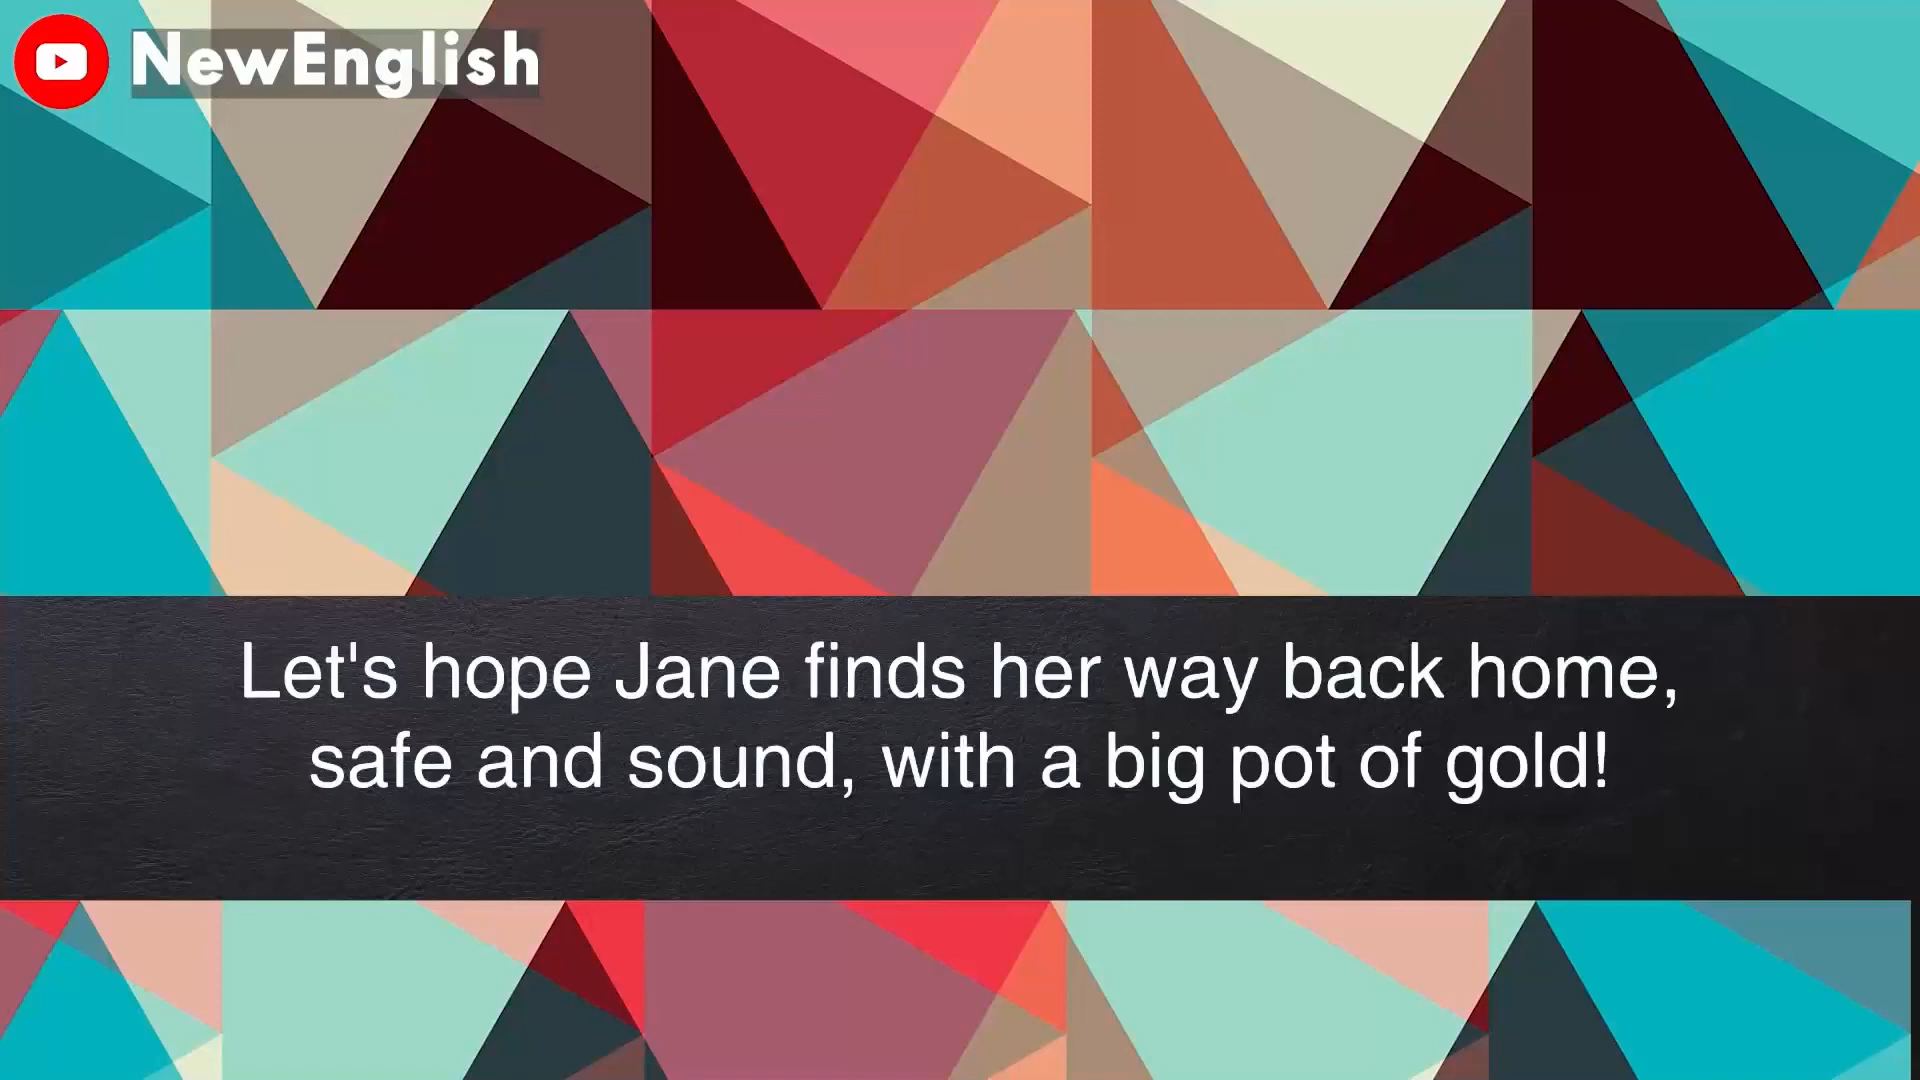 NewEnglish
Let's hope Jane finds her way back home,
safe and sound, with a big pot of gold!